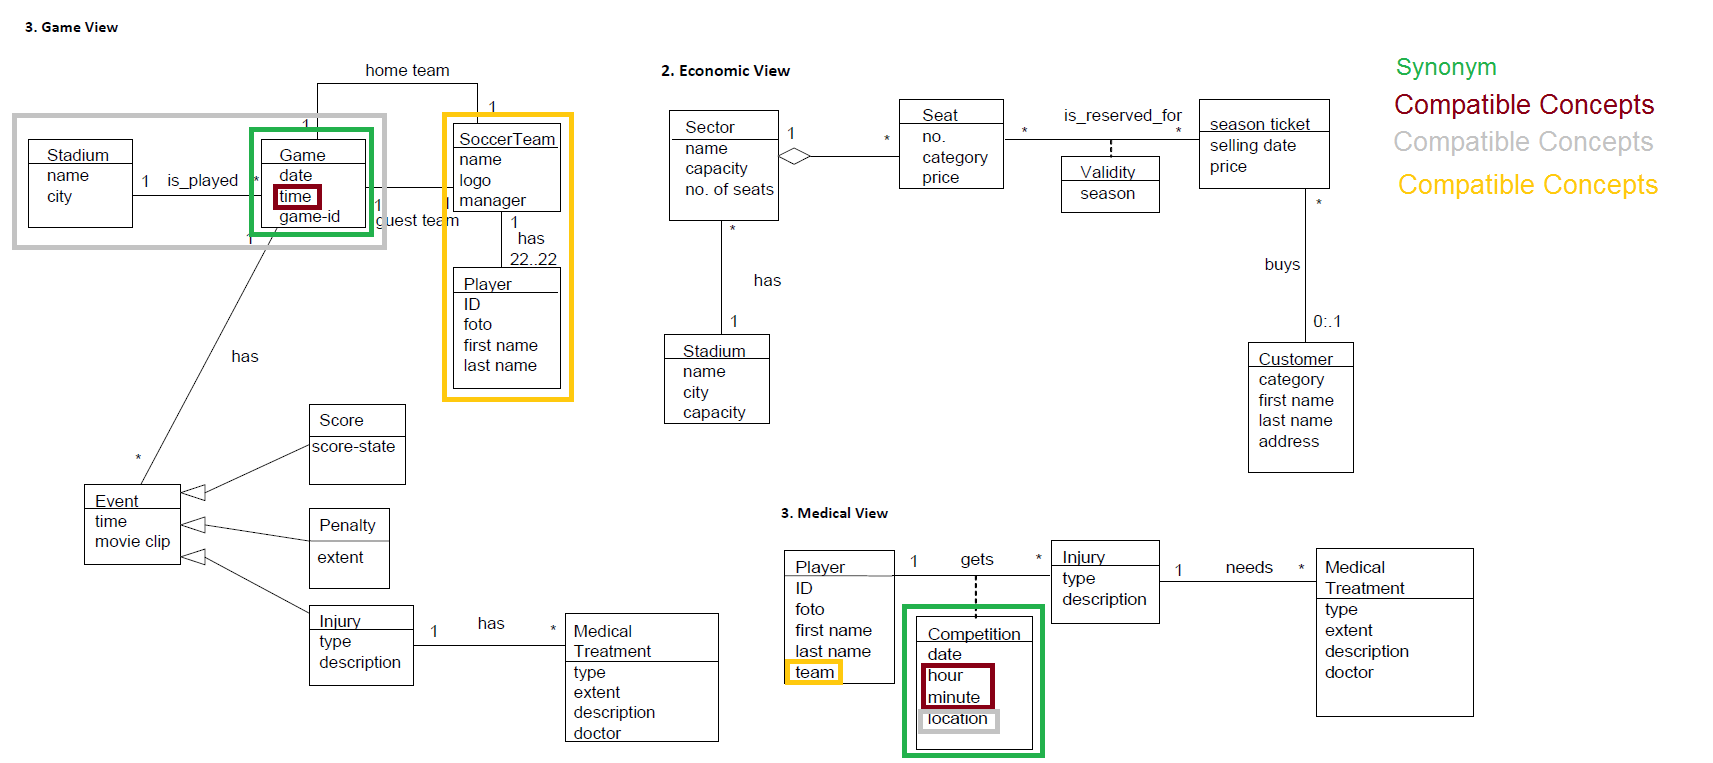 3. Game View
home team
1
1
Stadium
name
city
1
is_played
*
Game
date
time
game-id
1
1
guest team
1
SoccerTeam
name
logo
manager
1
has
22..22
Player
ID
foto
first name
last name
has
*
Score
score-state
Event
time
movie clip
Penalty
extent
Injury
type
description
1
has
*
Medical
Treatment
type
extent
description
doctor
2. Economic View
Sector
name
capacity
no. of seats
1
*
Seat
no.
category
price
*
is_reserved_for
*
Validity
season
season ticket
selling date
price
*
buys
0:.1
Customer
category
first name
last name
address
*
has
1
Stadium
name
city
capacity
Synonym
Compatible Concepts
Compatible Concepts
Compatible Concepts
3. Medical View
Player
ID
foto
first name
last name
team
1
gets
*
Competition
date
hour
minute
location
Injury
type
description
1
needs
*
Medical
Treatment
type
extent
description
doctor